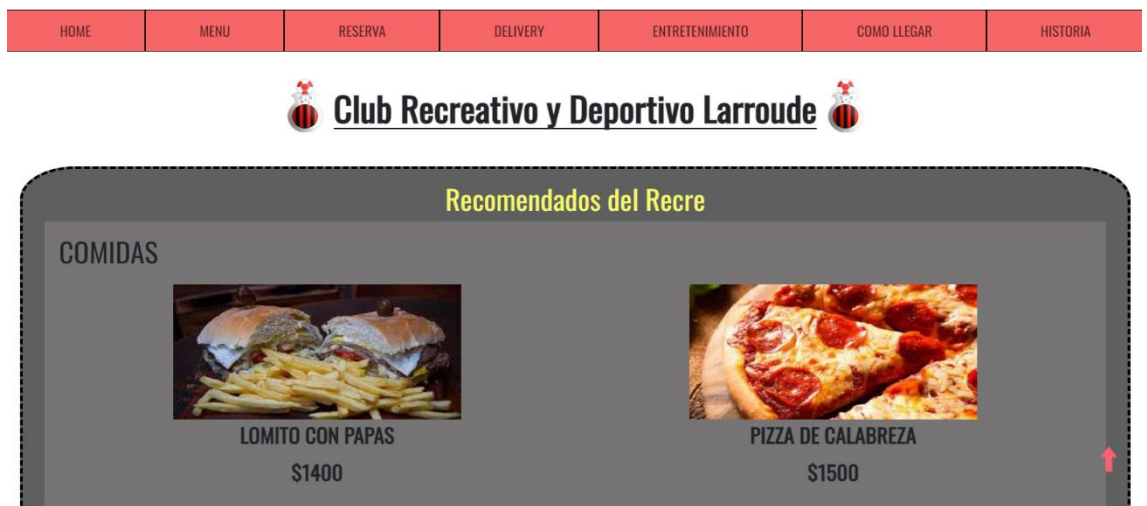 HOME MENU RESERVA DELIVERY ENTRETENIMIENTO COMO LLEGAR HISTORIA
Club Recreativo y Deportivo Larroude
Recomendados del Recre
COMIDAS
LOMITO CON PAPAS PIZZA DE CALABREZA
$1400 $1500